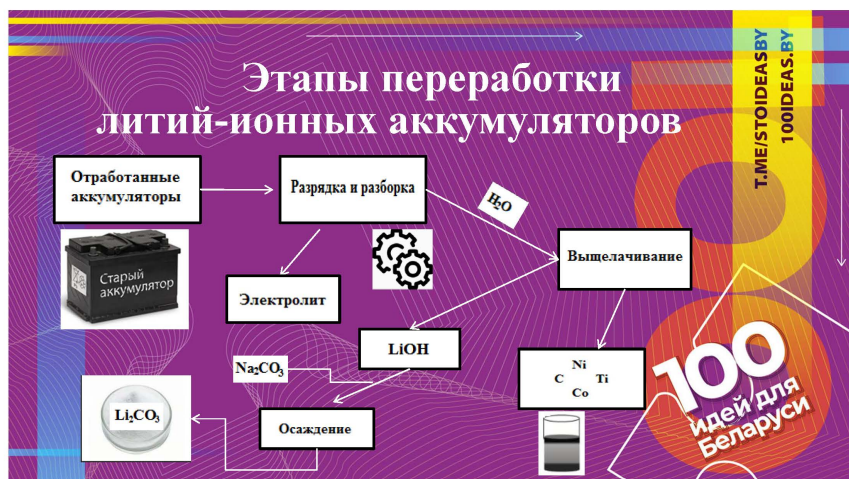 Этапы переработки
литий-ионных аккумуляторов
T.ME/STOIDEASBY
100IDEAS.BY
Отработанные
аккумуляторы
Разрядка и разборка
H₂O
Выщелачивание
Старый
аккумулятор
Электролит
LiOH
Na₂CO₃
Ni
C Ti
Co
Li₂CO₃
Осаждение
100
идей для
Беларуси
100